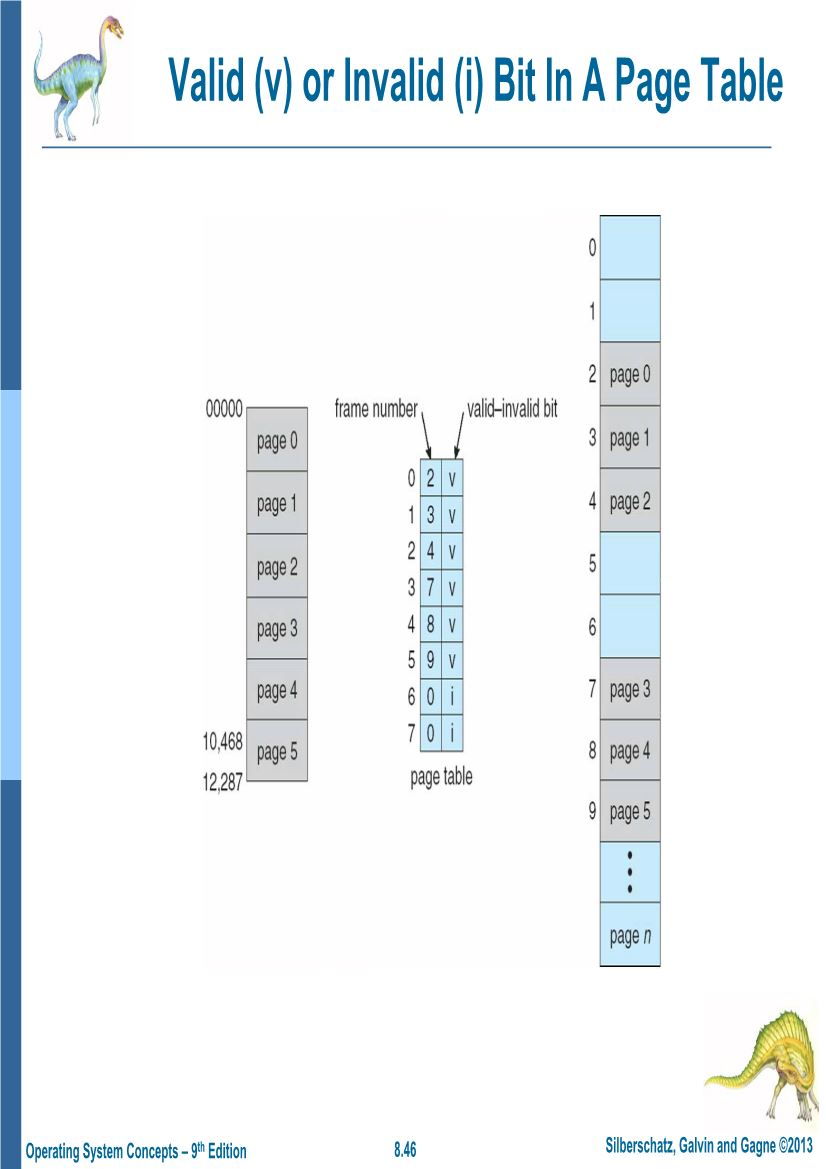 Valid (v) or Invalid (i) Bit In A Page Table
00000
page 0
page 1
page 2
page 3
page 4
10,468
page 5
12,287
frame number
valid–invalid bit
0 2 v
1 3 v
2 4 v
3 7 v
4 8 v
5 9 v
6 0 i
7 0 i
page table
0
1
2 page 0
3 page 1
4 page 2
5
6
7 page 3
8 page 4
9 page 5
page n
Operating System Concepts – 9th Edition
8.46
Silberschatz, Galvin and Gagne ©2013